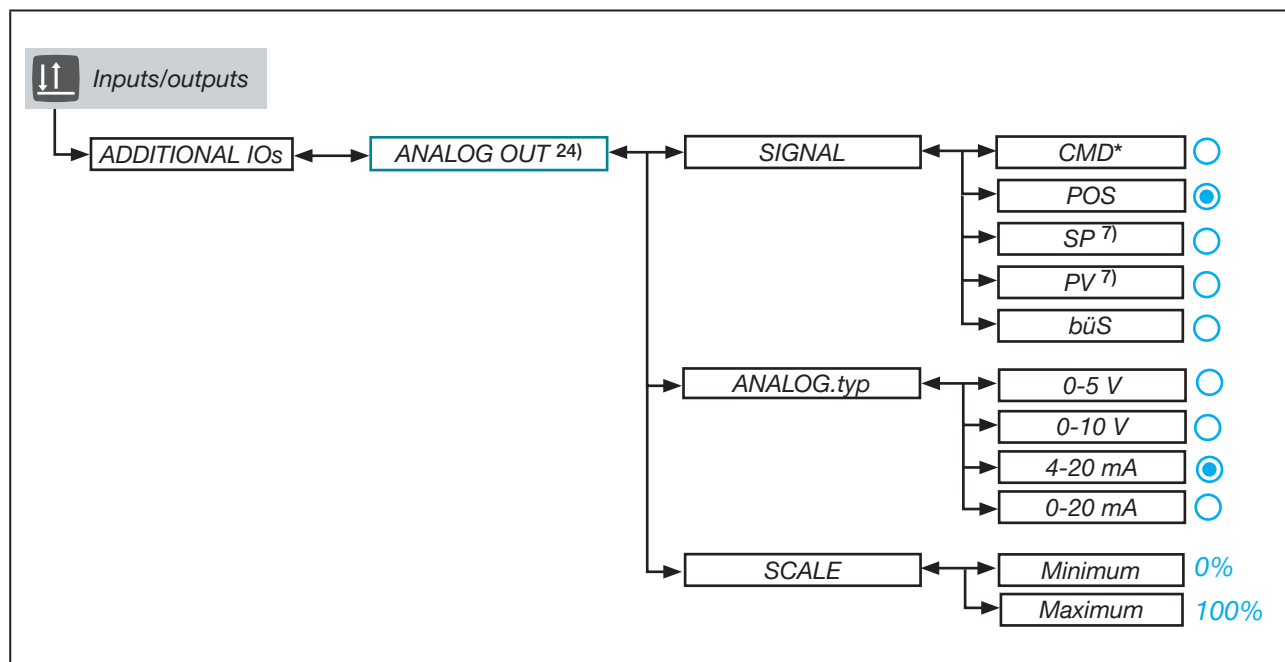 Inputs/outputs
ADDITIONAL IOs
ANALOG OUT 24)
SIGNAL
CMD*
POS
SP 7)
PV 7)
büS
ANALOG.typ
0-5 V
0-10 V
4-20 mA
0-20 mA
SCALE
Minimum 0%
Maximum 100%